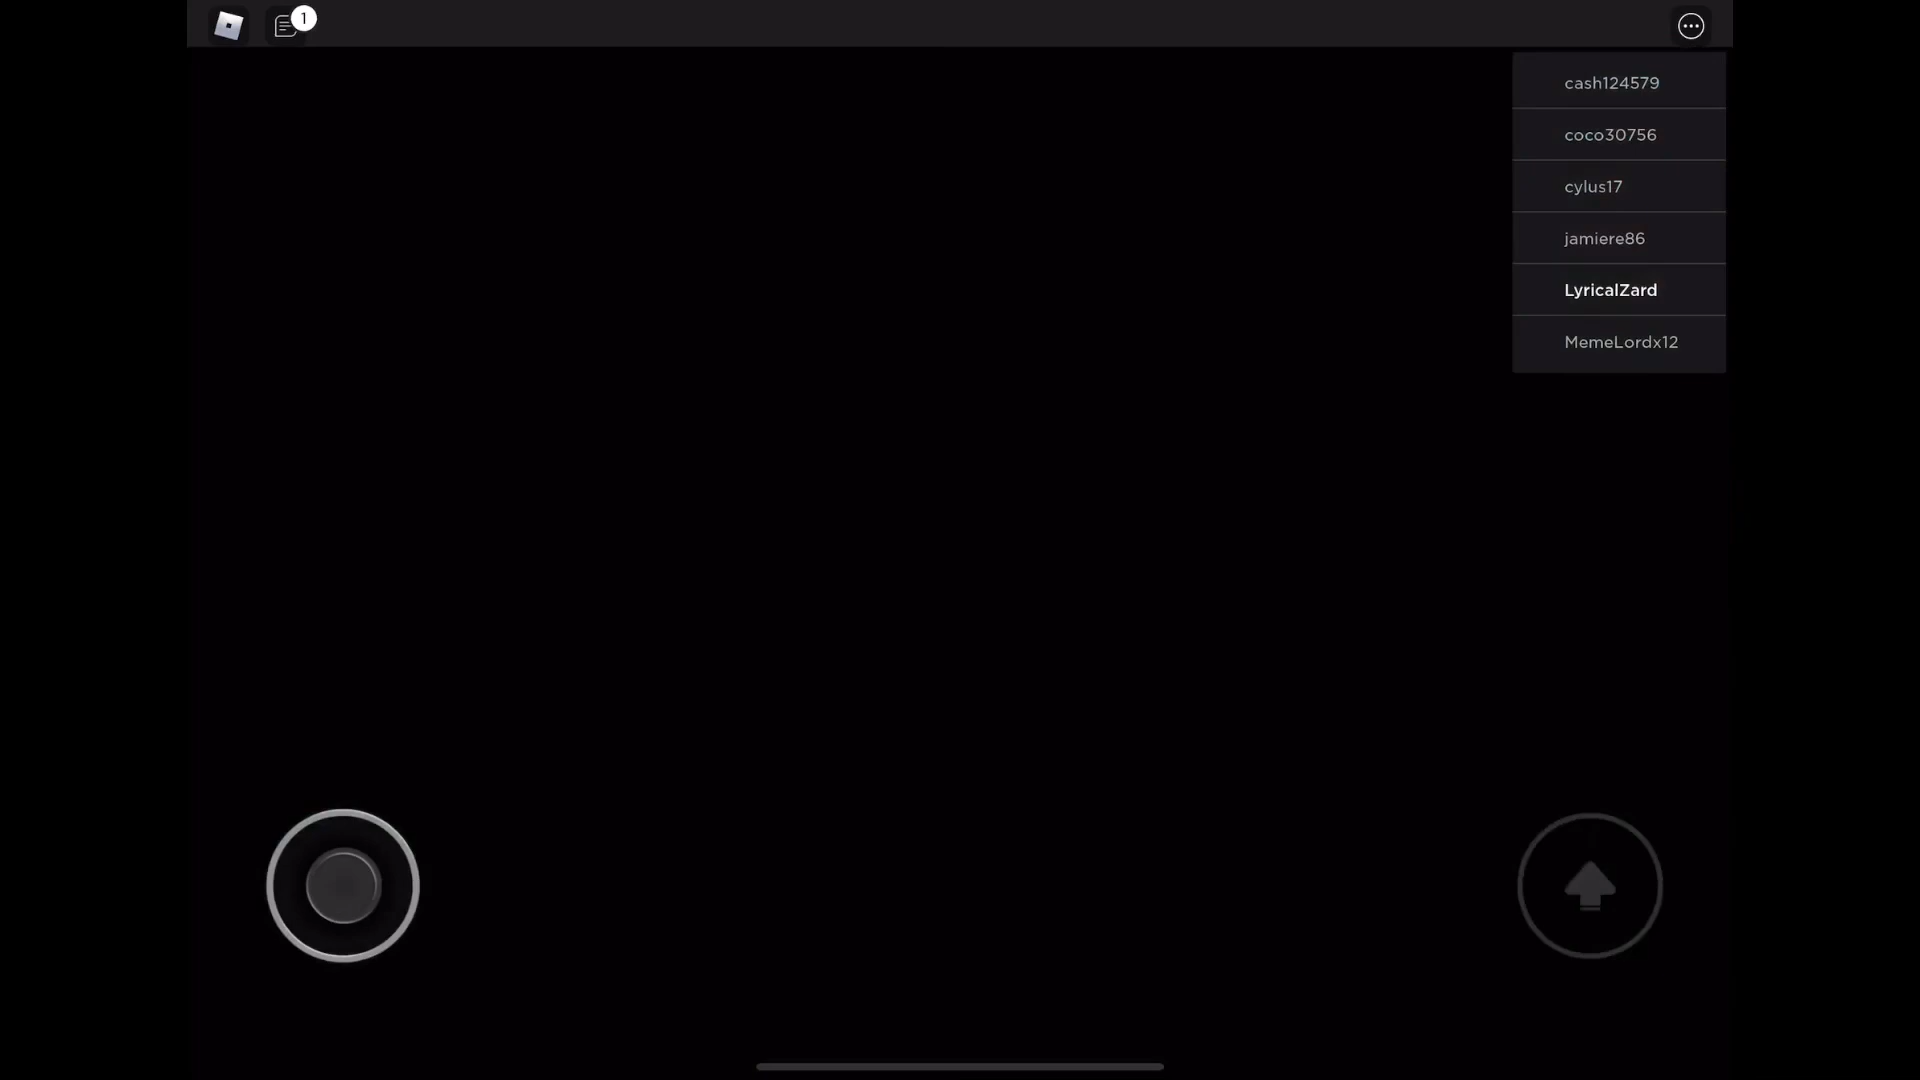 1
cash124579
coco30756
cylus17
jamiere86
LyricalZard
MemeLordx12